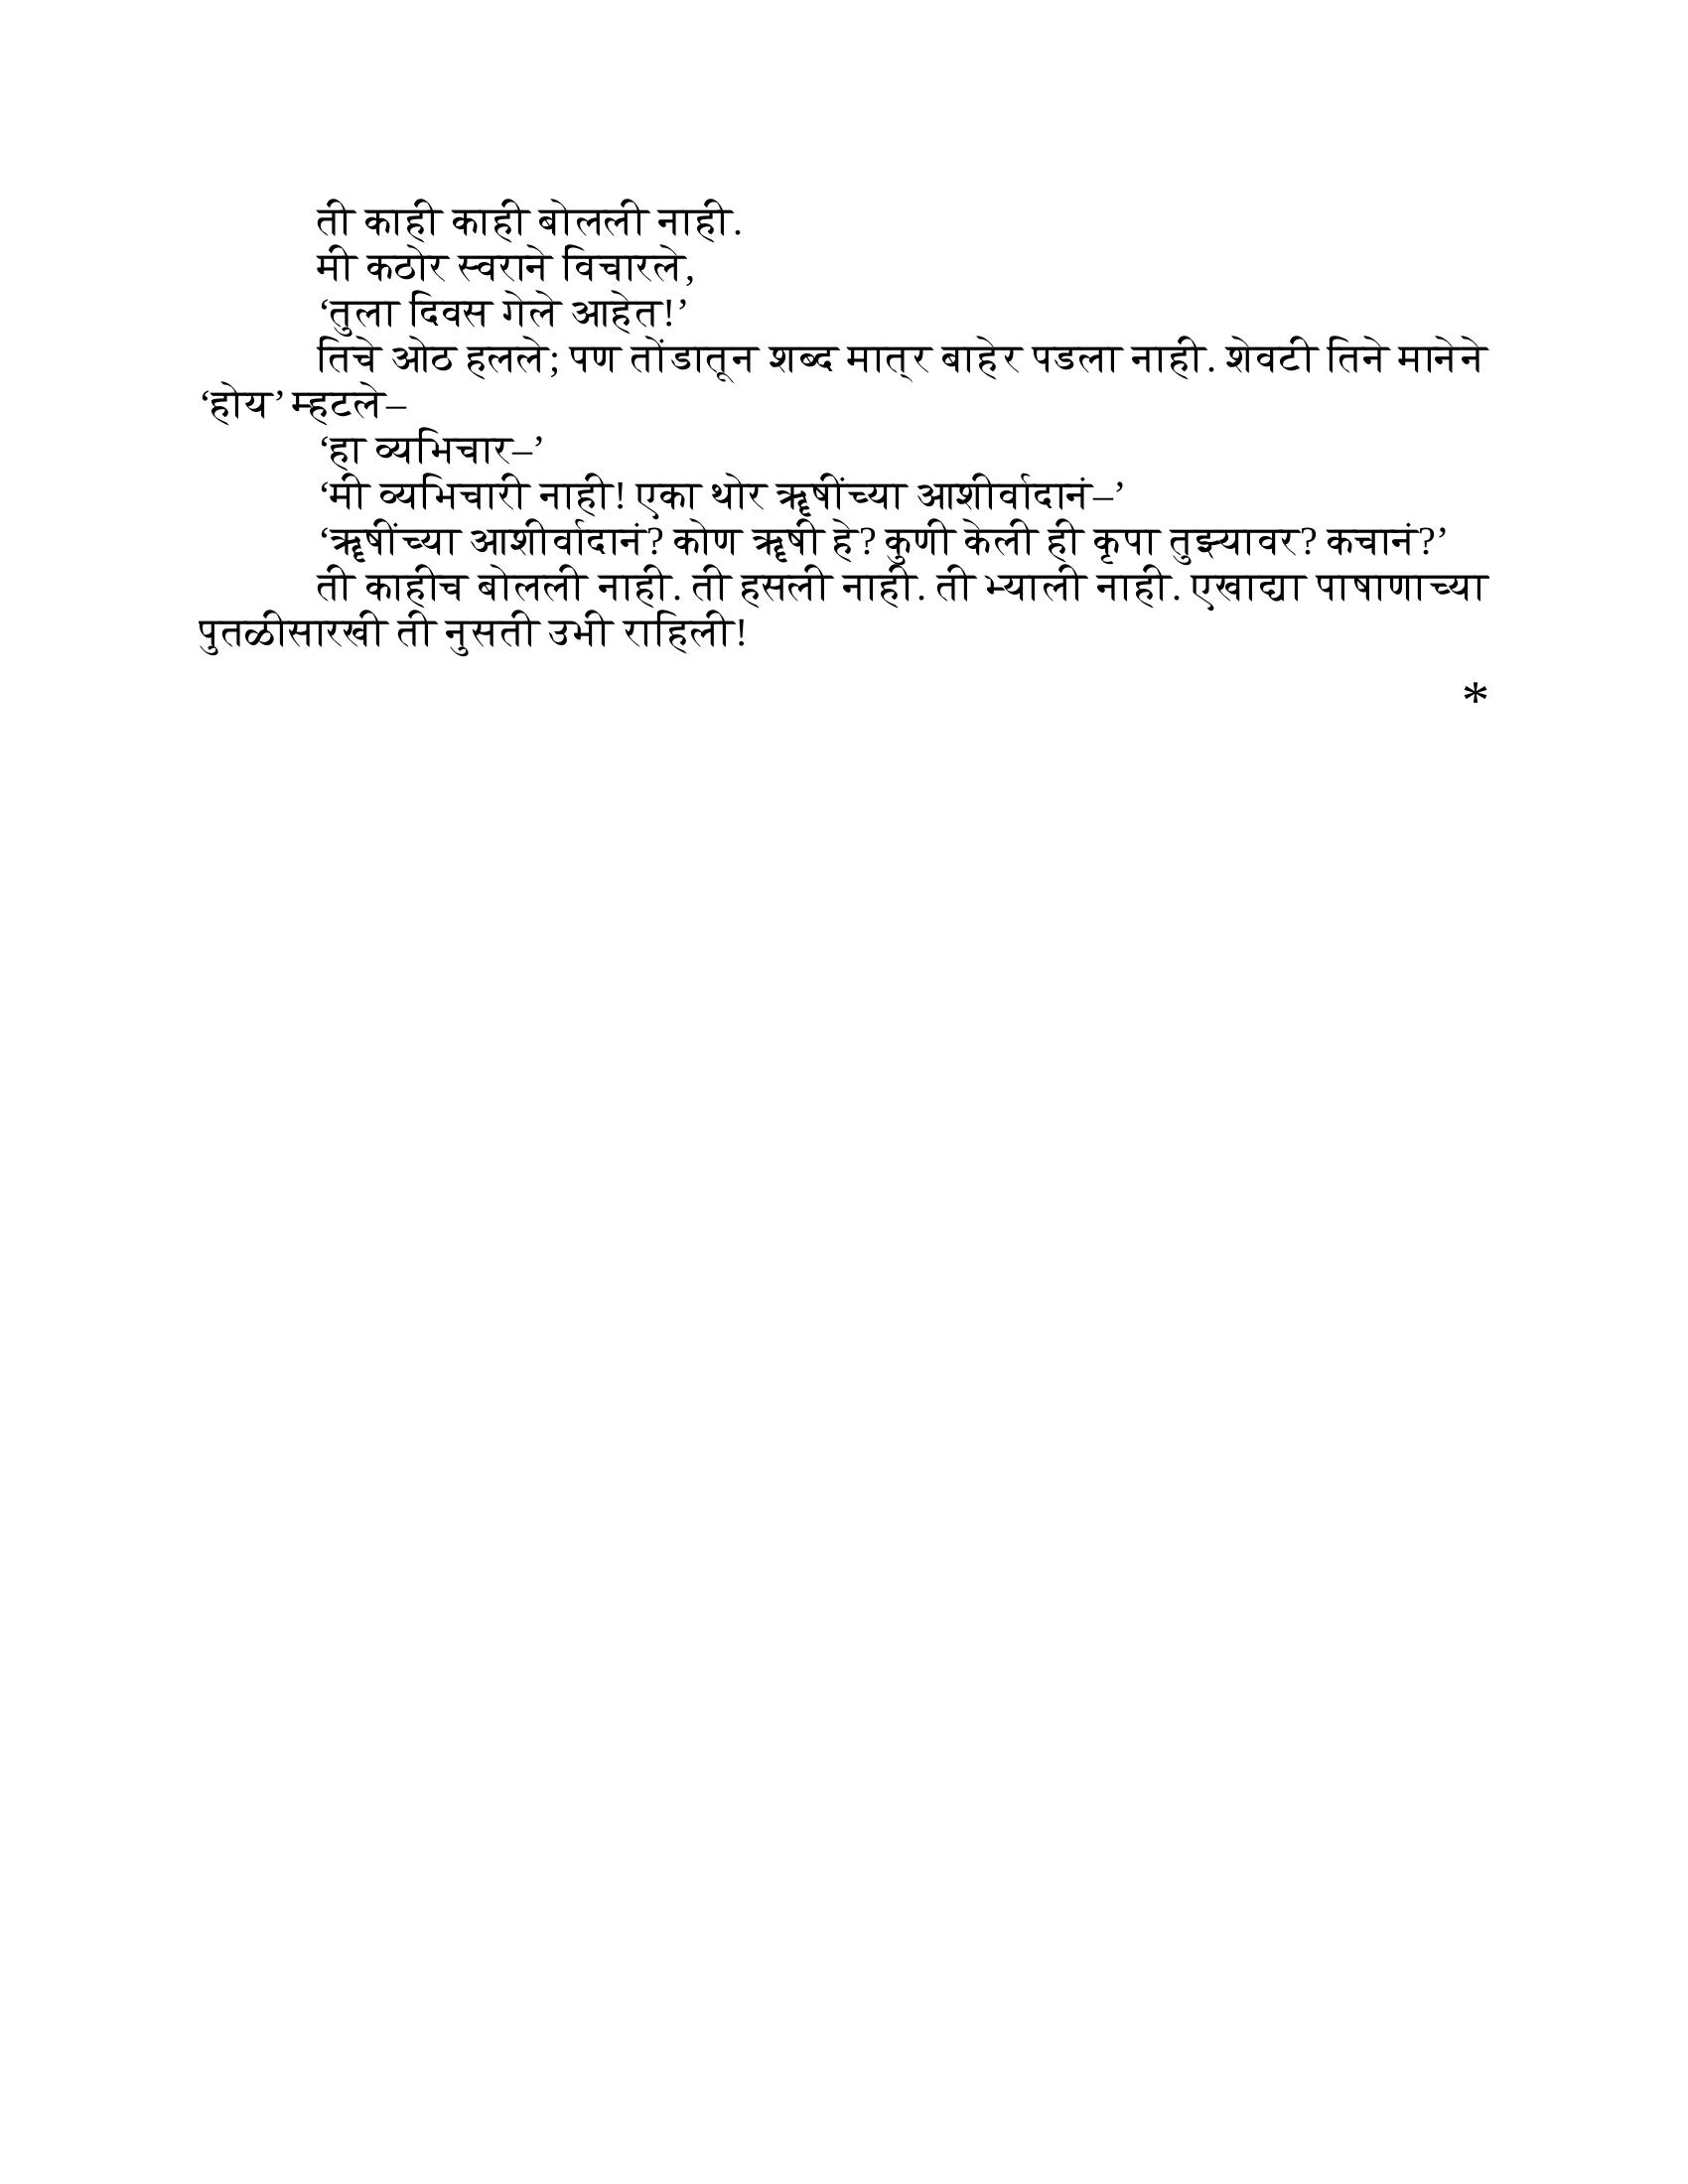 ती काही काही बोलली नाही.
मी कठोर स्वराने विचारले,
‘तुला दिवस गेले आहेत!’
तिचे ओठ हलले; पण तोंडातून शब्द मात्‌र बाहेर पडला नाही. शेवटी तिने मानेने
‘होय’ म्हटले–
‘हा व्यभिचार–’
‘मी व्यभिचारी नाही! एका थोर ॠषींच्या आशीर्वादानं–’
‘ॠषींच्या आशीर्वादानं? कोण ॠषी हे? कुणी केली ही कृपा तुझ्यावर? कचानं?’
ती काहीच बोलली नाही. ती हसली नाही. ती भ्याली नाही. एखाद्या पाषाणाच्या
पुतळीसारखी ती नुसती उभी राहिली!
*